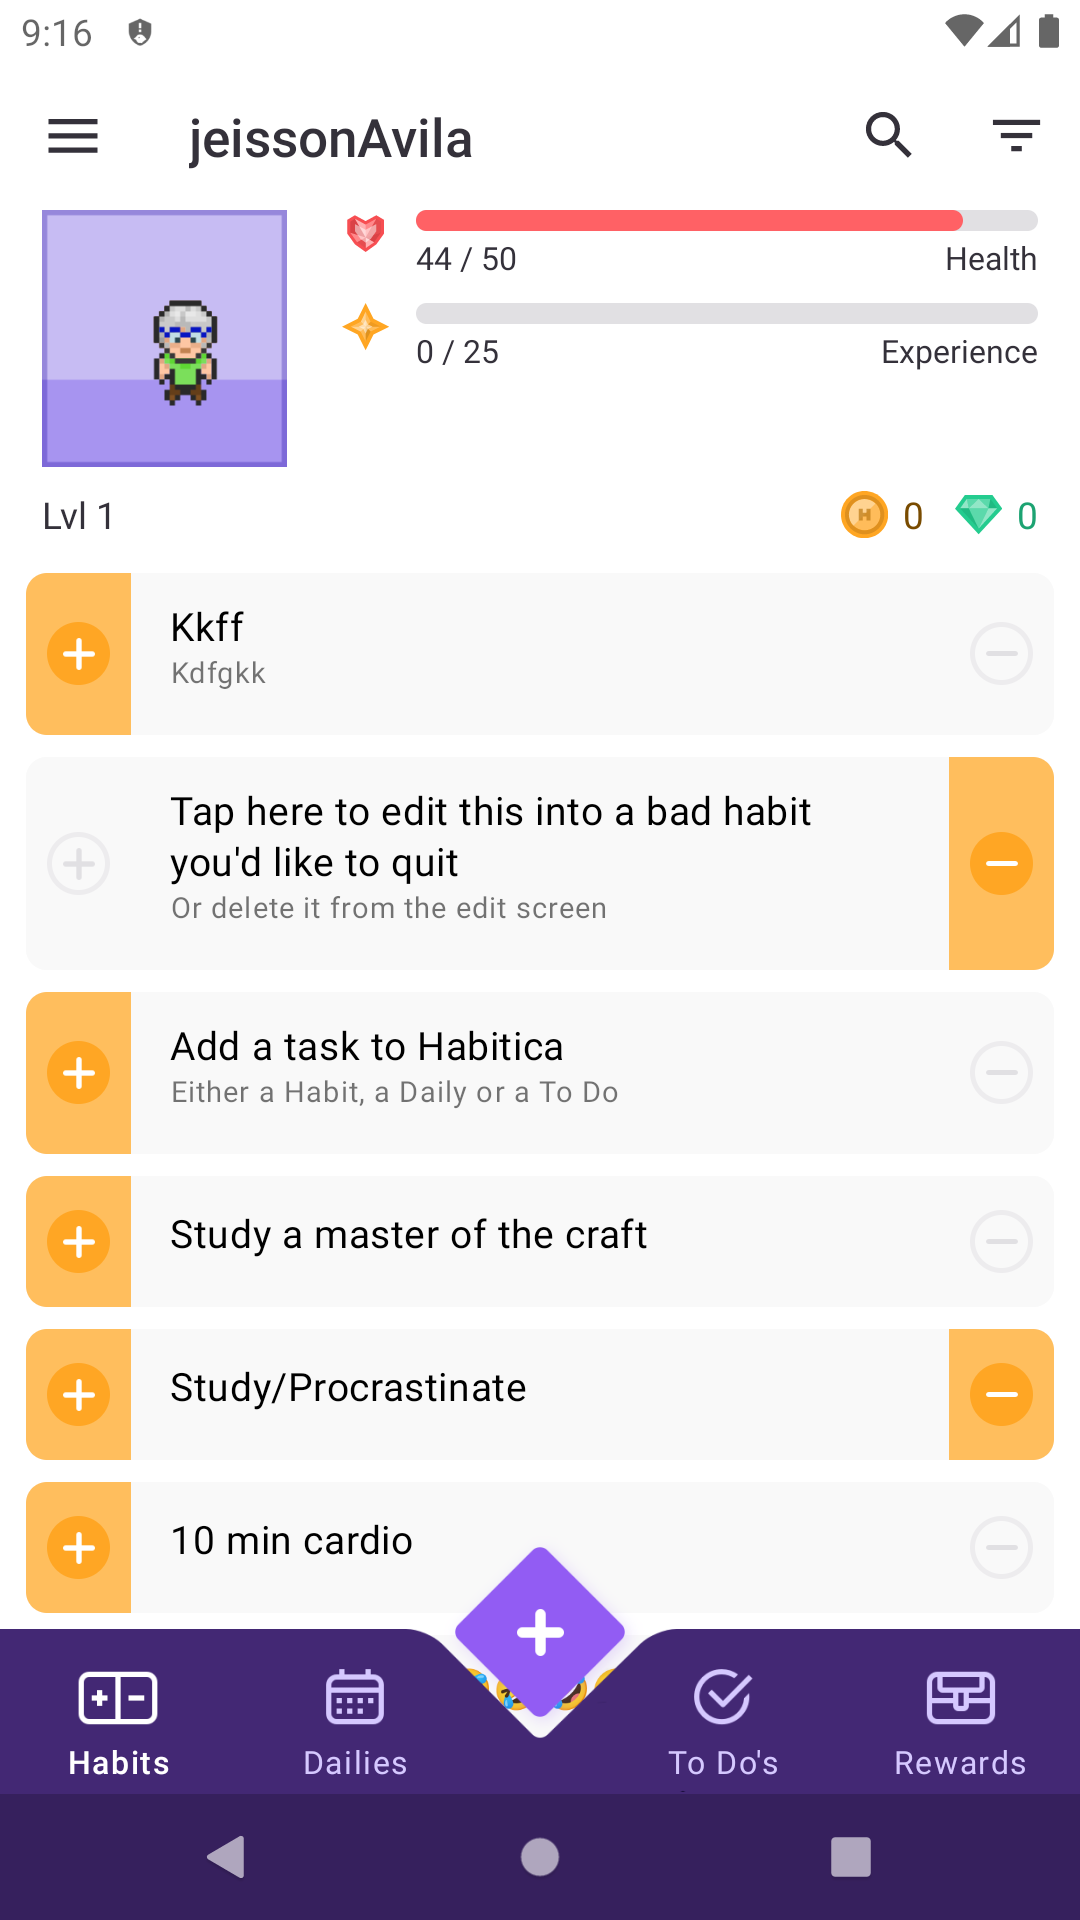 9:16
jeissonAvila
44 / 50 Health
0 / 25 Experience
Lvl 1 0 0
Kkff
Kdfgkk
Tap here to edit this into a bad habit
you'd like to quit
Or delete it from the edit screen
Add a task to Habitica
Either a Habit, a Daily or a To Do
Study a master of the craft
Study/Procrastinate
10 min cardio
Habits Dailies To Do's Rewards